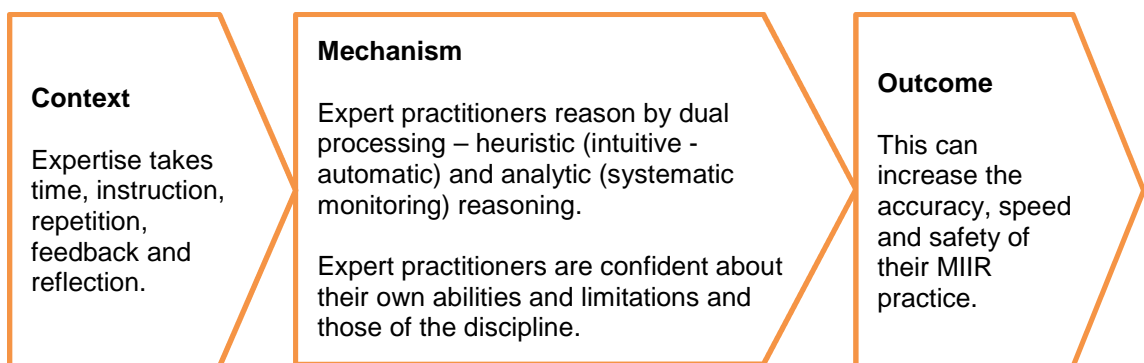 Context
Expertise takes
time, instruction,
repetition,
feedback and
reflection.
Mechanism
Expert practitioners reason by dual
processing – heuristic (intuitive -
automatic) and analytic (systematic
monitoring) reasoning.
Expert practitioners are confident about
their own abilities and limitations and
those of the discipline.
Outcome
This can
increase the
accuracy, speed
and safety of
their MIIR
practice.